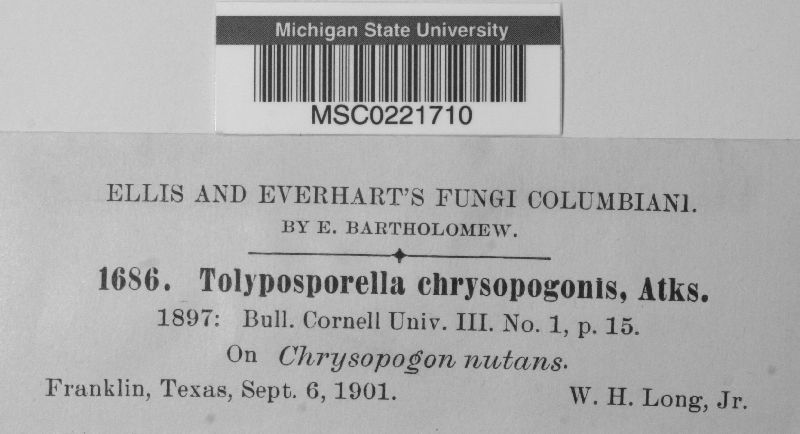 Michigan State University
MSC0221710
ELLIS AND EVERHART'S FUNGI COLUMBIANI.
BY E. BARTHOLOMEW.
1686. Tolyposporella chrysopogonis, Atks.
1897: Bull. Cornell Univ. III. No. 1, p. 15.
On Chrysopogon nutans.
Franklin, Texas, Sept. 6, 1901. W. H. Long, Jr.